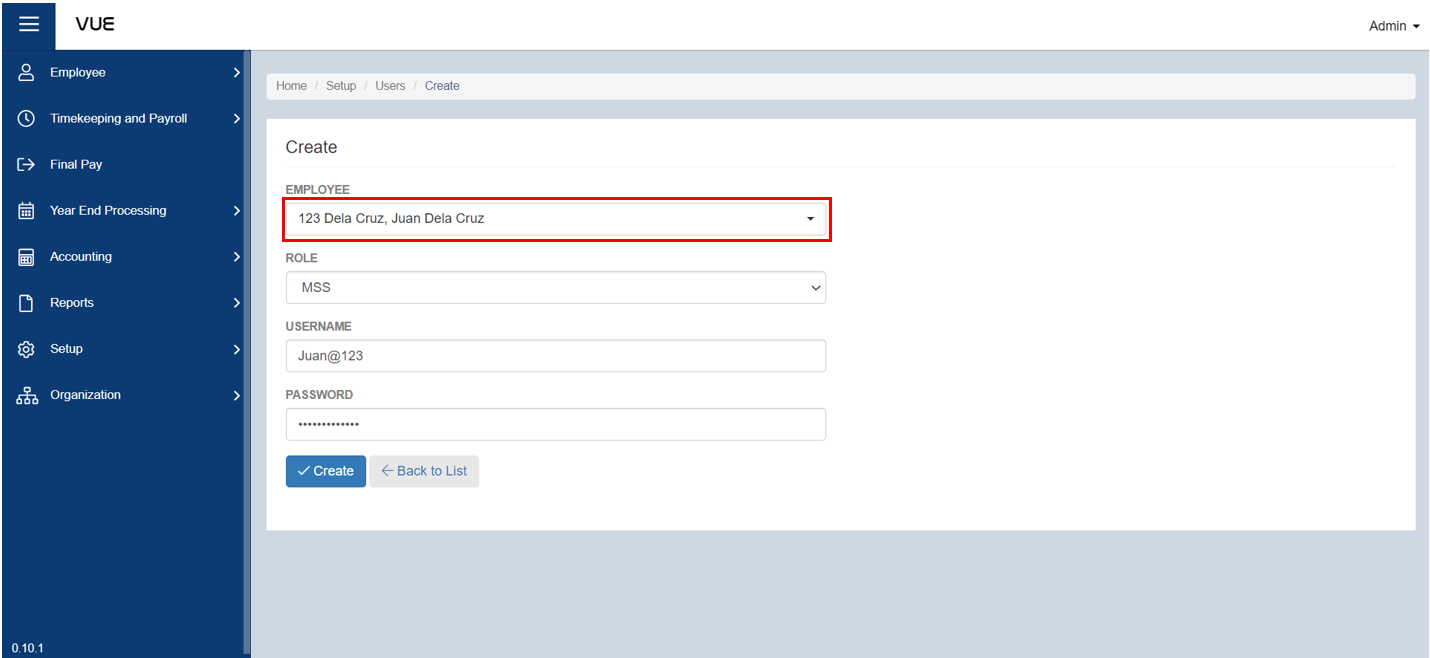 VUE
Admin
Employee
Timekeeping and Payroll
Final Pay
Year End Processing
Accounting
Reports
Setup
Organization
0.10.1
Home / Setup / Users / Create
Create
EMPLOYEE
123 Dela Cruz, Juan Dela Cruz
ROLE
MSS
USERNAME
Juan@123
PASSWORD
•••••••••••••
Create
Back to List